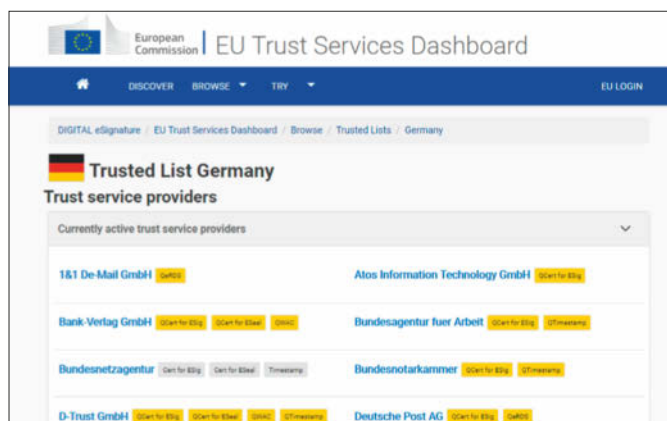 European
Commission
EU Trust Services Dashboard
DISCOVER BROWSE TRY EU LOGIN
DIGITAL eSignature / EU Trust Services Dashboard / Browse / Trusted Lists / Germany
Trusted List Germany
Trust service providers
Currently active trust service providers
1&1 De-Mail GmbH QeRDS
Atos Information Technology GmbH QCert for ESig
Bank-Verlag GmbH QCert for ESig QCert for ESeal QWAC
Bundesagentur fuer Arbeit QCert for ESig QTimestamp
Bundesnetzagentur Cert for ESig Cert for ESeal Timestamp
Bundesnotarkammer QCert for ESig QTimestamp
D-Trust GmbH QCert for ESig QCert for ESeal QWAC QTimestamp
Deutsche Post AG QCert for ESig QeRDS